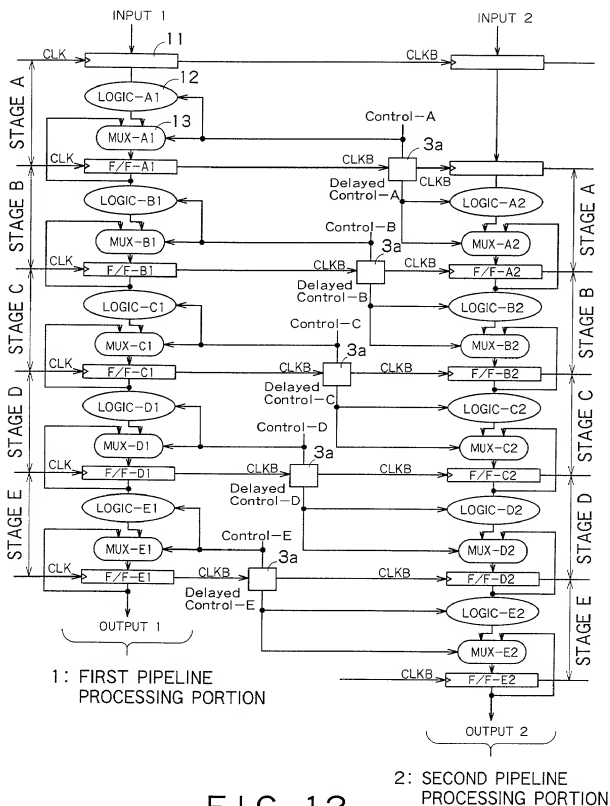 INPUT 1
INPUT 2
11
CLK
CLKB
STAGE A
12
LOGIC-A1
13
MUX-A1
Control-A
3a
CLK
F/F-A1
CLKB
CLKB
Delayed
Control-A
STAGE B
LOGIC-B1
LOGIC-A2
STAGE A
Control-B
MUX-B1
3a
MUX-A2
CLK
F/F-B1
CLKB
CLKB
F/F-A2
Delayed
Control-B
STAGE C
LOGIC-C1
LOGIC-B2
STAGE B
Control-C
MUX-C1
3a
MUX-B2
CLK
F/F-C1
CLKB
CLKB
F/F-B2
Delayed
Control-C
STAGE D
LOGIC-D1
LOGIC-C2
STAGE C
Control-D
MUX-D1
3a
MUX-C2
CLK
F/F-D1
CLKB
CLKB
F/F-C2
Delayed
Control-D
STAGE E
LOGIC-E1
LOGIC-D2
STAGE D
Control-E
MUX-E1
3a
MUX-D2
CLK
F/F-E1
CLKB
CLKB
F/F-D2
Delayed
Control-E
LOGIC-E2
STAGE E
OUTPUT 1
MUX-E2
1: FIRST PIPELINE
PROCESSING PORTION
CLKB
F/F-E2
OUTPUT 2
2: SECOND PIPELINE
PROCESSING PORTION